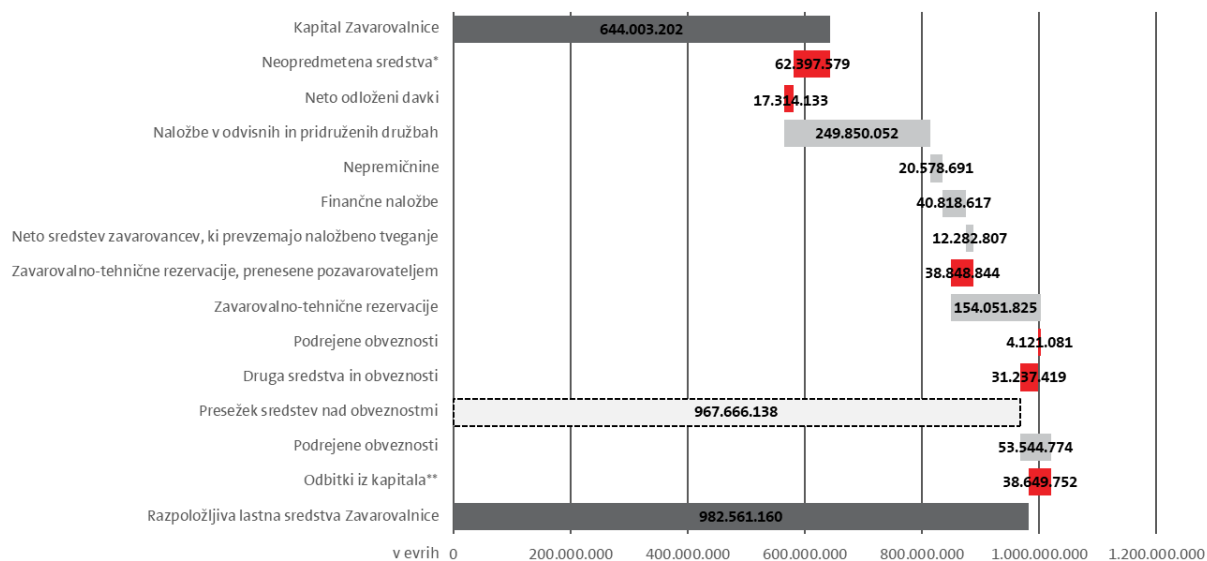 Kapital Zavarovalnice 644.003.202
Neopredmetena sredstva* 62.397.579
Neto odloženi davki 17.314.133
Naložbe v odvisnih in pridruženih družbah 249.850.052
Nepremičnine 20.578.691
Finančne naložbe 40.818.617
Neto sredstev zavarovancev, ki prevzemajo naložbeno tveganje 12.282.807
Zavarovalno-tehnične rezervacije, prenesene pozavarovateljem 38.848.844
Zavarovalno-tehnične rezervacije 154.051.825
Podrejene obveznosti 4.121.081
Druga sredstva in obveznosti 31.237.419
Presežek sredstev nad obveznostmi 967.666.138
Podrejene obveznosti 53.544.774
Odbitki iz kapitala** 38.649.752
Razpoložljiva lastna sredstva Zavarovalnice 982.561.160
v evrih 0 200.000.000 400.000.000 600.000.000 800.000.000 1.000.000.000 1.200.000.000